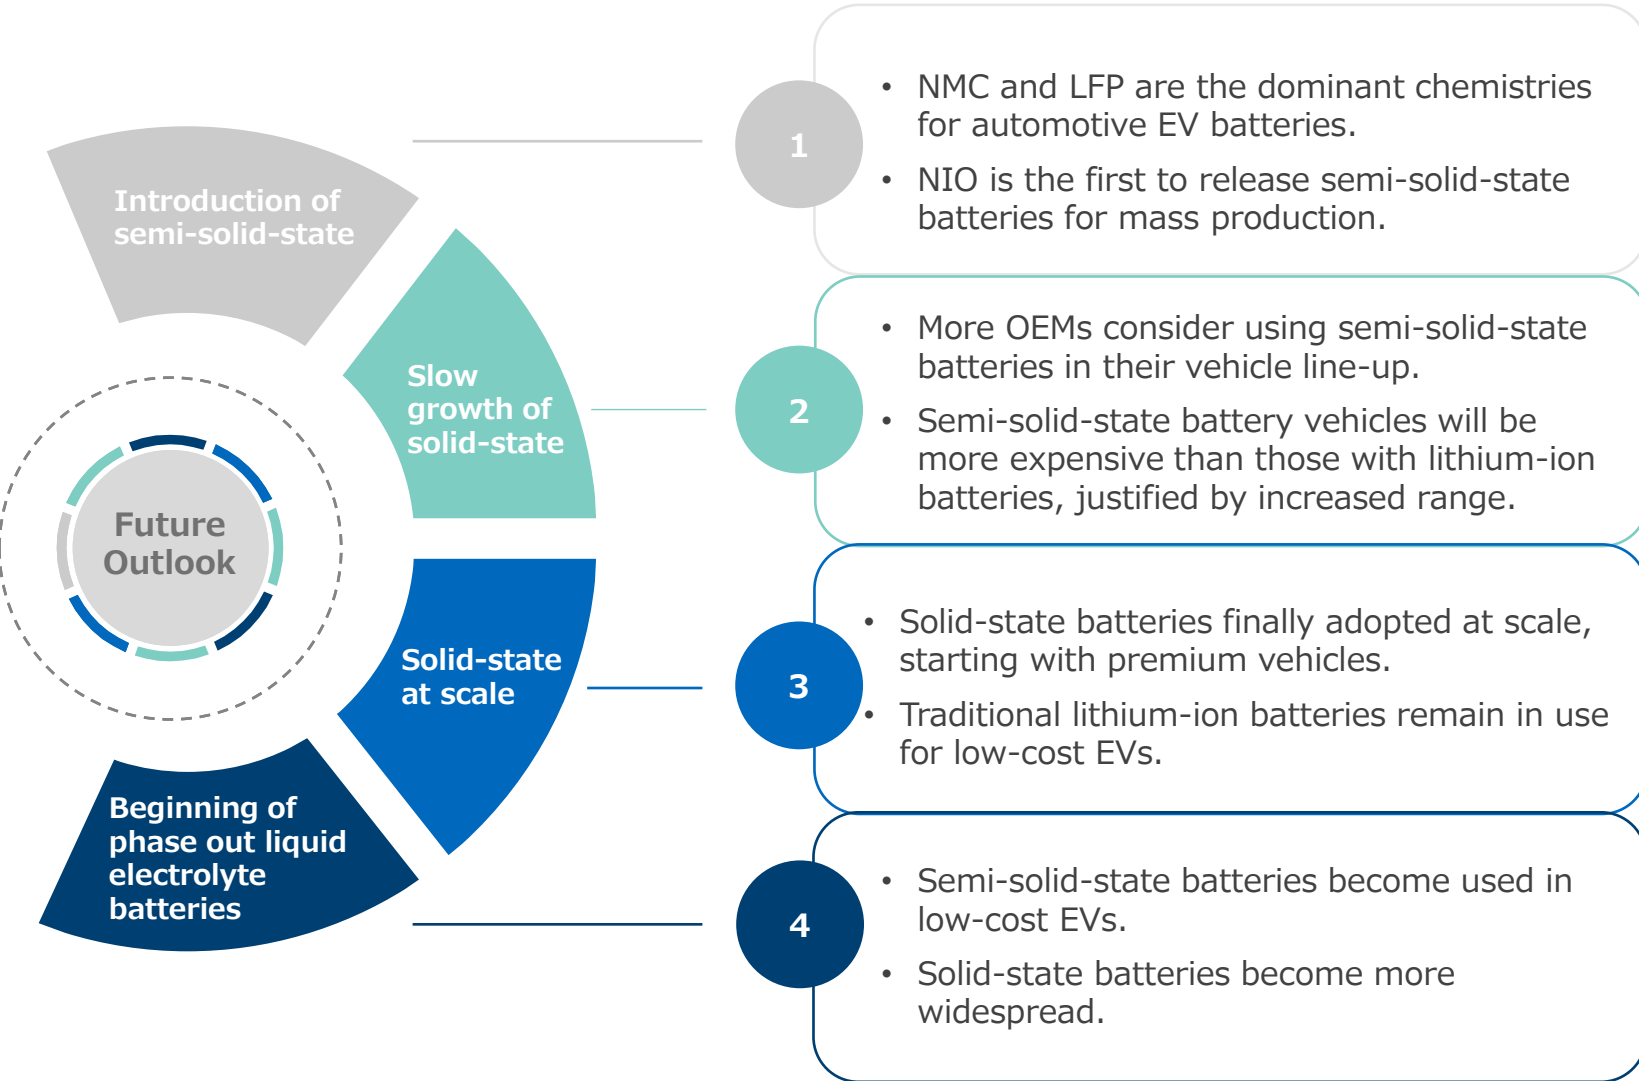 Introduction of
semi-solid-state
1
• NMC and LFP are the dominant chemistries
for automotive EV batteries.
• NIO is the first to release semi-solid-state
batteries for mass production.
Slow
growth of
solid-state
2
• More OEMs consider using semi-solid-state
batteries in their vehicle line-up.
• Semi-solid-state battery vehicles will be
more expensive than those with lithium-ion
batteries, justified by increased range.
Future
Outlook
Solid-state
at scale
3
• Solid-state batteries finally adopted at scale,
starting with premium vehicles.
• Traditional lithium-ion batteries remain in use
for low-cost EVs.
Beginning of
phase out liquid
electrolyte
batteries
4
• Semi-solid-state batteries become used in
low-cost EVs.
• Solid-state batteries become more
widespread.